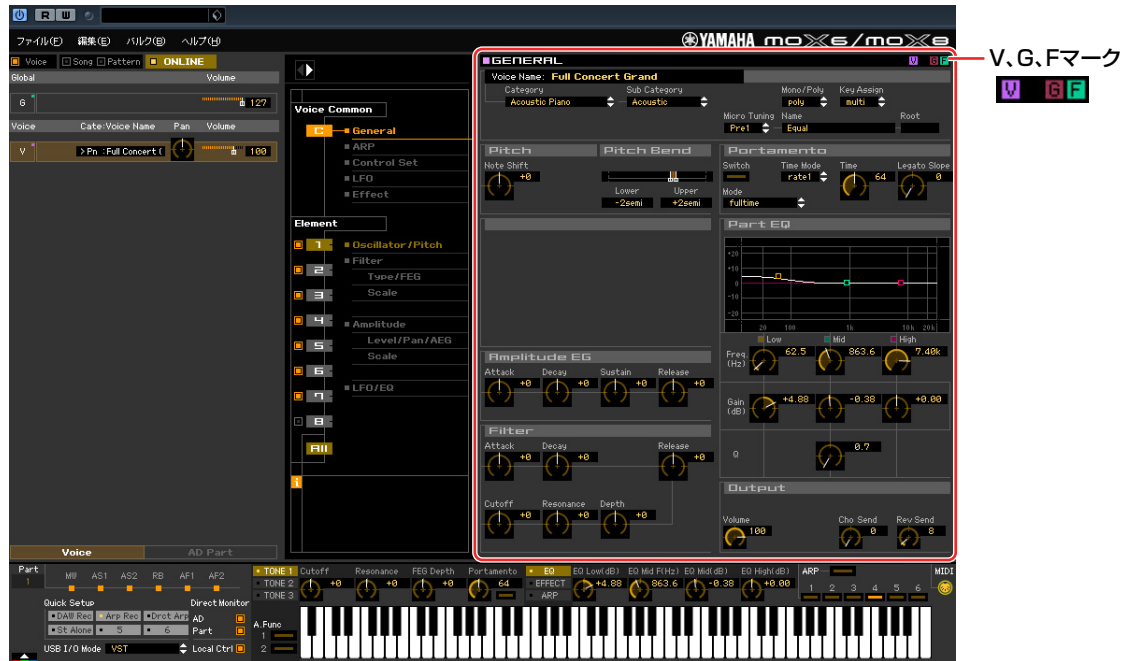 R W
ファイル(F) 編集(E) バルク(B) ヘルプ(H)
YAMAHA moX6/moX8
Voice Song Pattern ONLINE
Global Volume
G 127
Voice Cate:Voice Name Pan Volume
V >Pn :Full Concert ( 100
Voice AD Part
Voice Common
C General
ARP
Control Set
LFO
Effect
Element
1 Oscillator/Pitch
2 Filter
Type/FEG
3 Scale
4 Amplitude
Level/Pan/AEG
5 Scale
6
7 LFO/EQ
8
All
i
GENERAL V G F
Voice Name: Full Concert Grand
Category Sub Category Mono/Poly Key Assign
Acoustic Piano Acoustic poly multi
Micro Tuning Name Root
Pre1 Equal
Pitch Pitch Bend Portamento
Note Shift Switch Time Mode Time Legato Slope
+0 rate1 64 0
Lower Upper Mode
-2semi +2semi fulltime
Part EQ
+20
+10
0
-10
-20
20 100 1k 10k 20k
Low Mid High
Freq. (Hz) 62.5 863.6 7.40k
Gain (dB) +4.88 -0.38 +0.00
Q 0.7
Amplitude EG
Attack Decay Sustain Release
+0 +0 +0 +0
Filter
Attack Decay Release
+0 +0 +0
Cutoff Resonance Depth
+0 +0 +0
Output
Volume Cho Send Rev Send
100 0 8
V、G、Fマーク
V G F
Part MW AS1 AS2 RB AF1 AF2
1
Quick Setup Direct Monitor
DAW Rec Arp Rec Drct Arp AD
St Alone 5 6 Part
USB I/O Mode VST Local Ctrl
TONE 1 Cutoff Resonance FEG Depth Portamento EQ EQ Low(dB) EQ Mid F(Hz) EQ Mid(dB) EQ High(dB) ARP MIDI
TONE 2 +0 +0 +0 64 EFFECT +4.88 863.6 -0.38 +0.00 1 2 3 4 5 6
TONE 3 ARP
A.Func
1
2